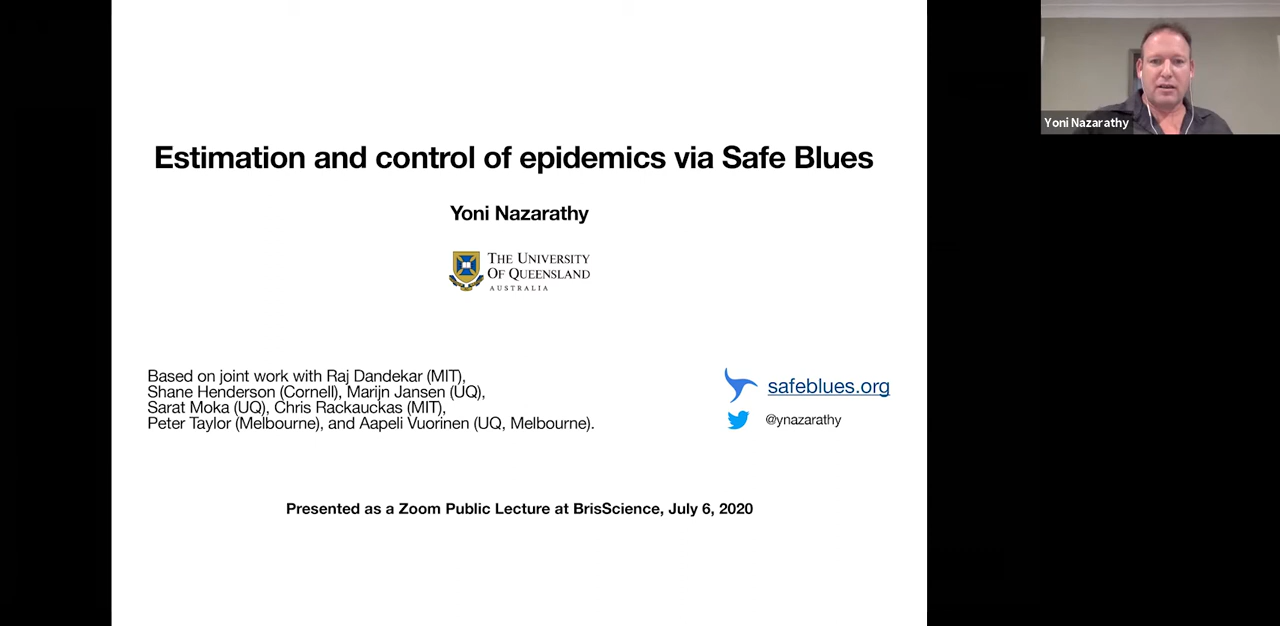 Estimation and control of epidemics via Safe Blues
Yoni Nazarathy
THE UNIVERSITY
OF QUEENSLAND
AUSTRALIA
Based on joint work with Raj Dandekar (MIT),
Shane Henderson (Cornell), Marijn Jansen (UQ),
Sarat Moka (UQ), Chris Rackauckas (MIT),
Peter Taylor (Melbourne), and Aapeli Vuorinen (UQ, Melbourne).
safeblues.org
@ynazarathy
Presented as a Zoom Public Lecture at BrisScience, July 6, 2020
Yoni Nazarathy